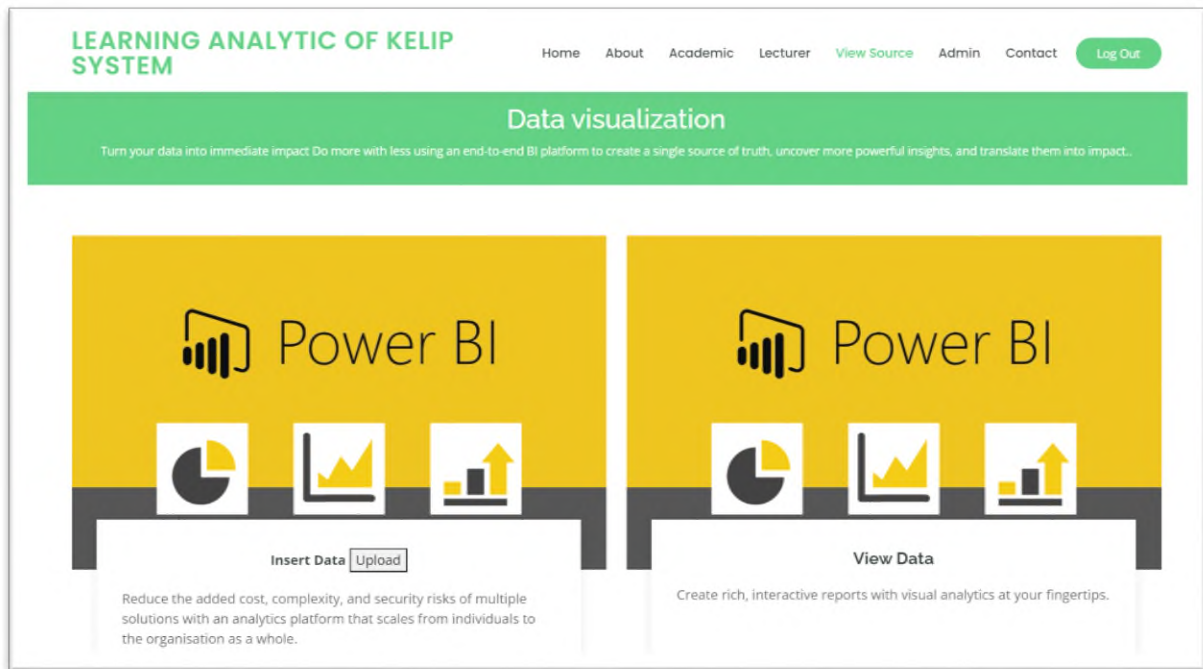 LEARNING ANALYTIC OF KELIP
SYSTEM
Home About Academic Lecturer View Source Admin Contact Log Out
Data visualization
Turn your data into immediate impact Do more with less using an end-to-end BI platform to create a single source of truth, uncover more powerful insights, and translate them into impact..
Power BI
Power BI
Insert Data Upload
Reduce the added cost, complexity, and security risks of multiple
solutions with an analytics platform that scales from individuals to
the organisation as a whole.
View Data
Create rich, interactive reports with visual analytics at your fingertips.